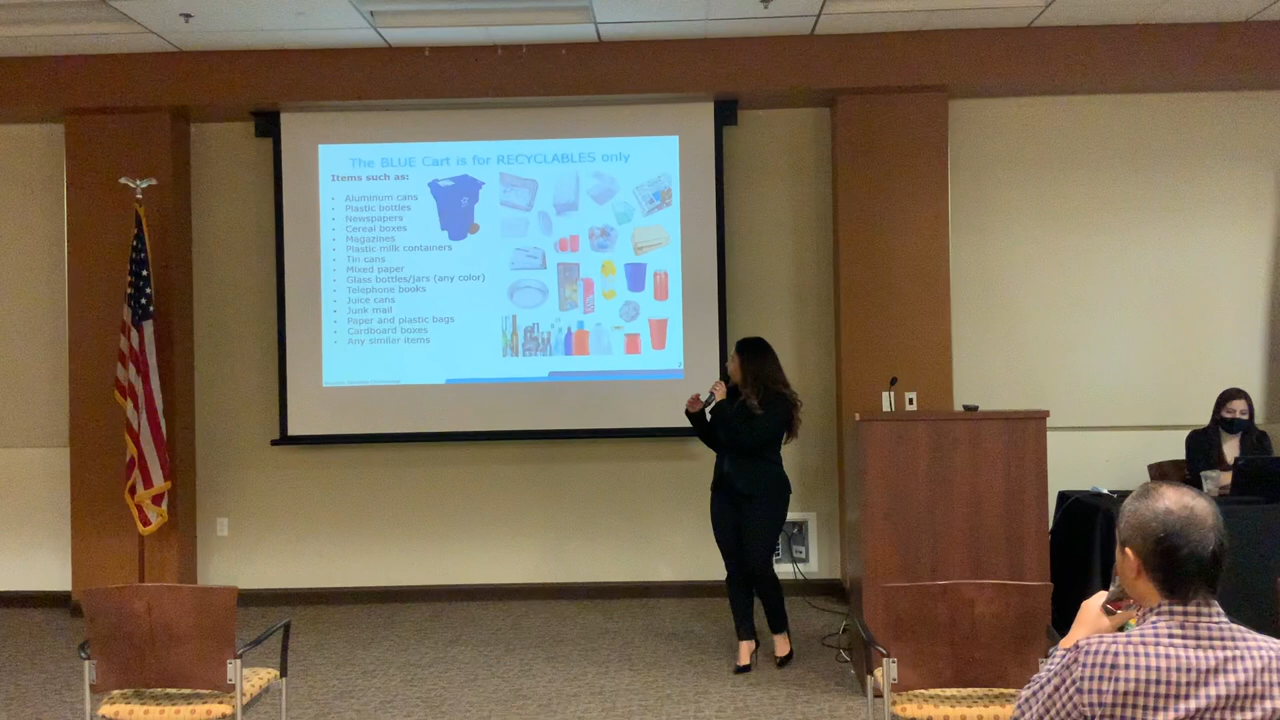 The BLUE Cart is for RECYCLABLES only
Items such as:
• Aluminum cans
• Plastic bottles
• Newspapers
• Cereal boxes
• Magazines
• Plastic milk containers
• Tin cans
• Mixed paper
• Glass bottles/jars (any color)
• Telephone books
• Juice cans
• Junk mail
• Paper and plastic bags
• Cardboard boxes
• Any similar items
2